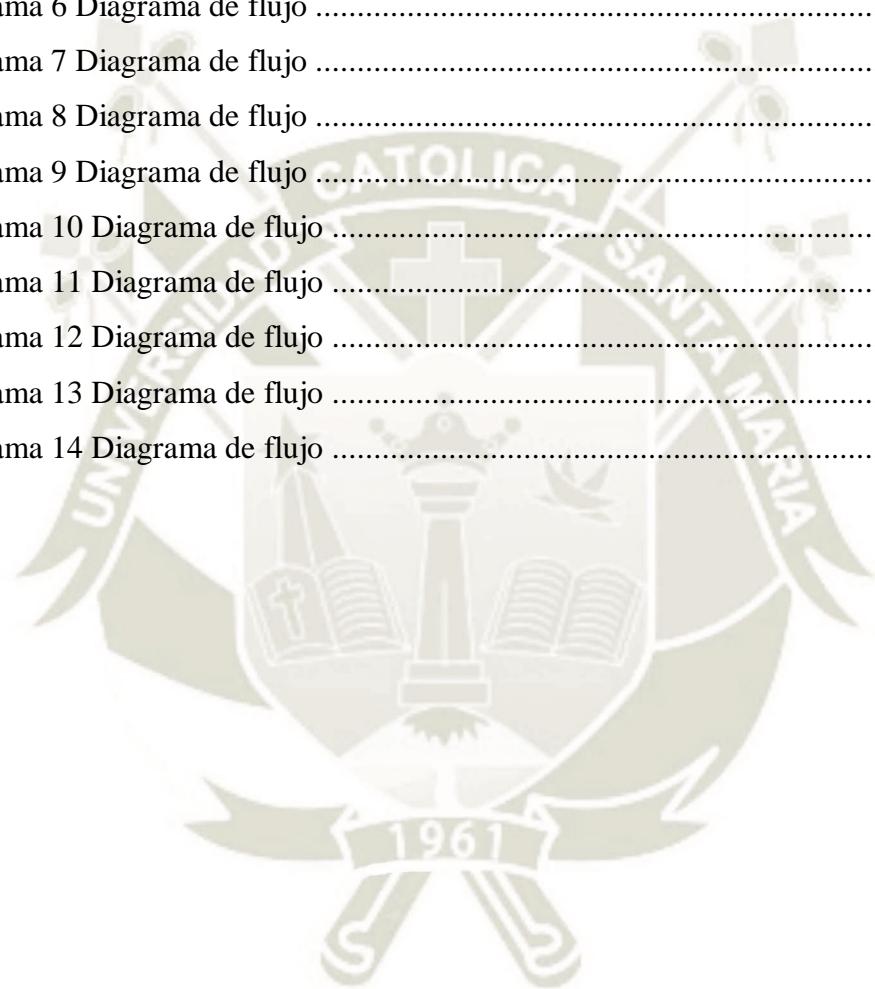 ama 6 Diagrama de flujo ....................................................................
ama 7 Diagrama de flujo ....................................................................
ama 8 Diagrama de flujo ....................................................................
ama 9 Diagrama de flujo ....................................................................
ama 10 Diagrama de flujo ..................................................................
ama 11 Diagrama de flujo ..................................................................
ama 12 Diagrama de flujo ..................................................................
ama 13 Diagrama de flujo ..................................................................
ama 14 Diagrama de flujo ..................................................................
UNIVERSIDAD CATOLICA SANTA MARIA
1961